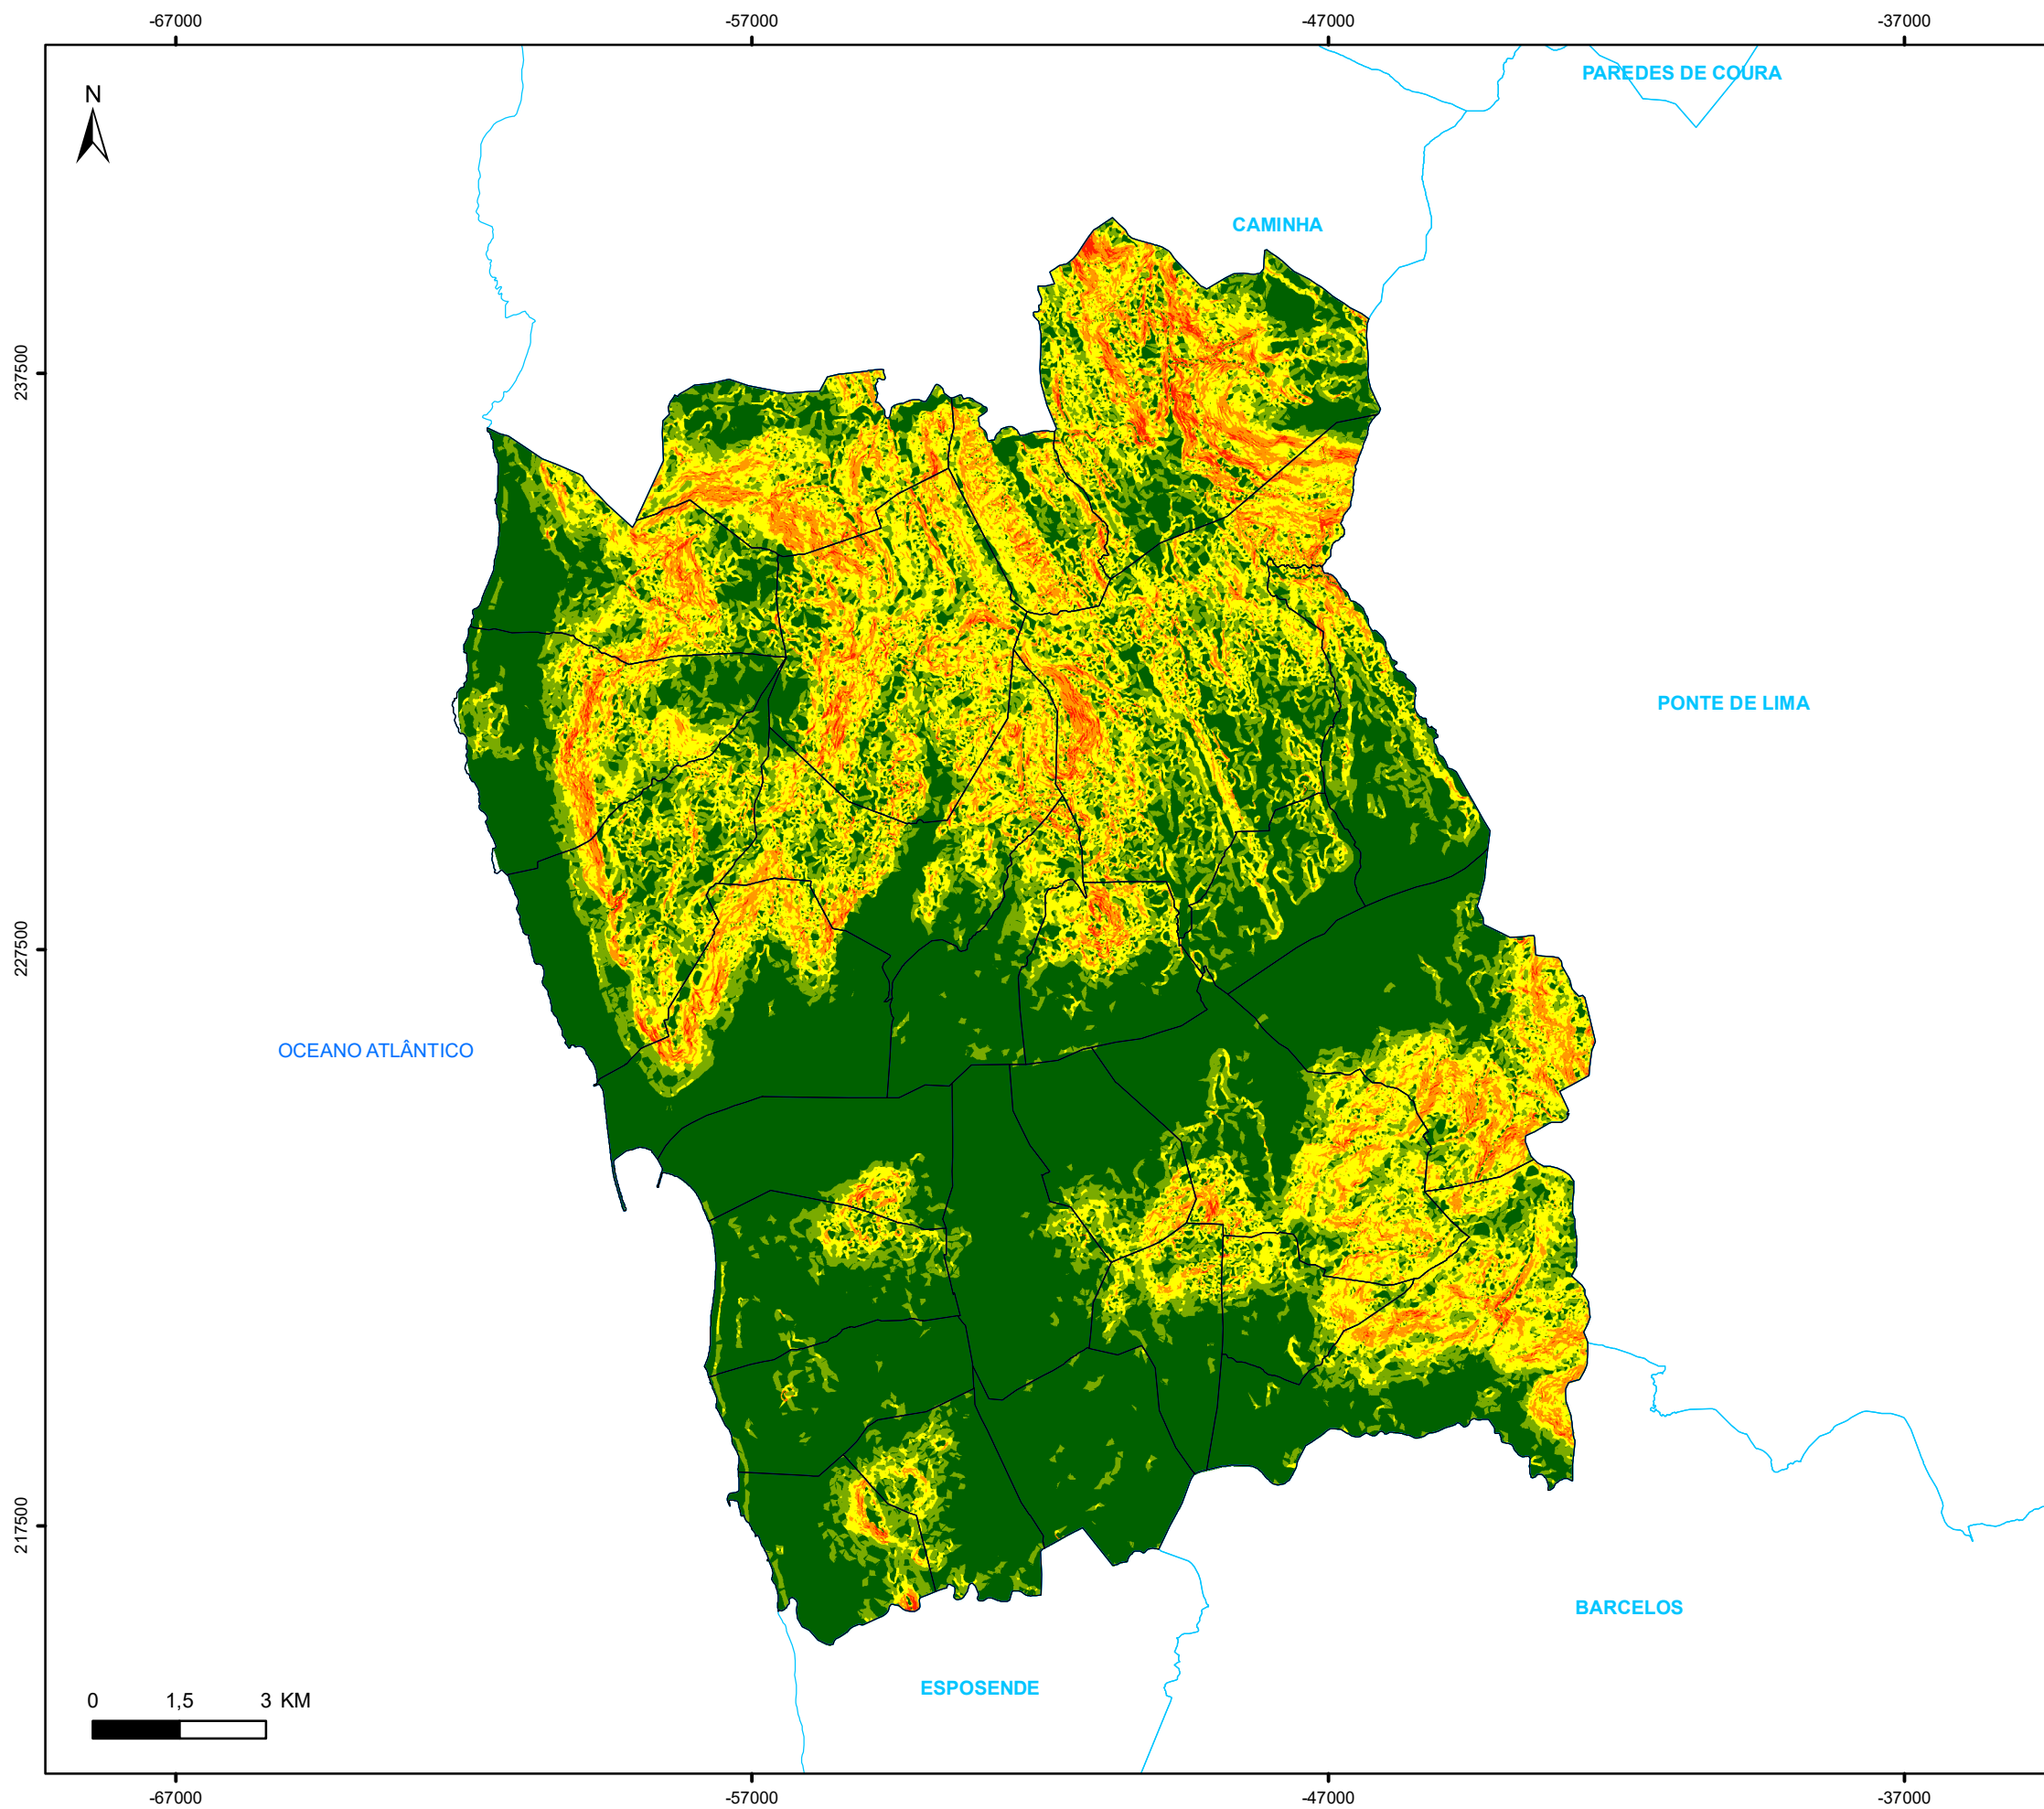 -67000 -57000 -47000 -37000
PAREDES DE COURA
N
CAMINHA
237500
PONTE DE LIMA
227500
OCEANO ATLÂNTICO
217500
BARCELOS
ESPOSENDE
0 1,5 3 KM
-67000 -57000 -47000 -37000